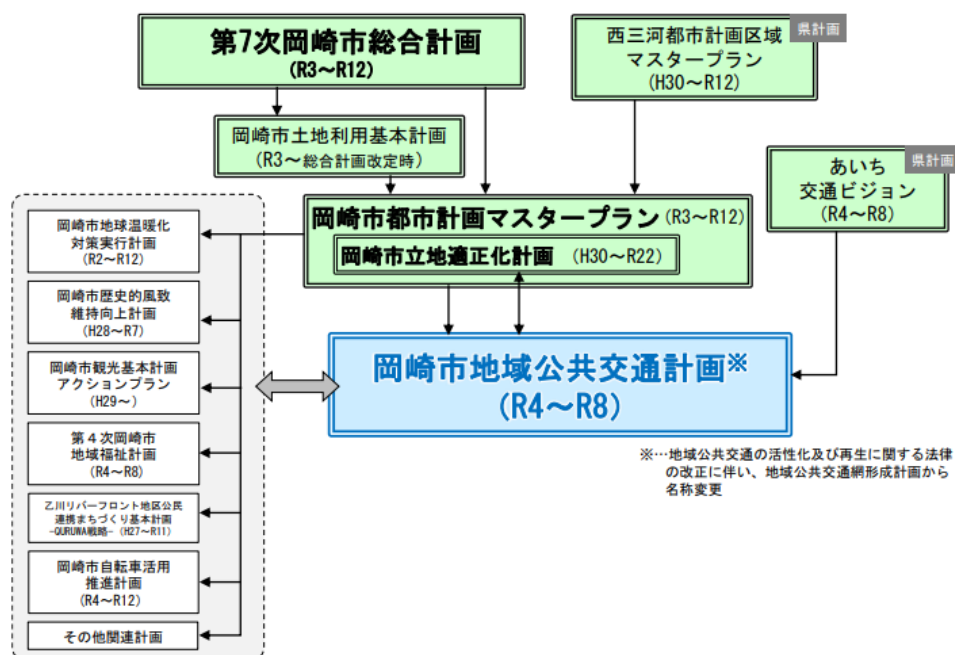 第7次岡崎市総合計画
(R3～R12)
県計画
西三河都市計画区域
マスタープラン
(H30～R12)
岡崎市土地利用基本計画
(R3～総合計画改定時)
県計画
あいち
交通ビジョン
(R4～R8)
岡崎市都市計画マスタープラン(R3～R12)
岡崎市立地適正化計画 (H30～R22)
岡崎市地球温暖化
対策実行計画
(R2～R12)
岡崎市歴史的風致
維持向上計画
(H28～R7)
岡崎市観光基本計画
アクションプラン
(H29～)
第４次岡崎市
地域福祉計画
(R4～R8)
乙川リバーフロント地区公民
連携まちづくり基本計画
-QURUWA戦略-（H27～R11）
岡崎市自転車活用
推進計画
(R4～R12)
その他関連計画
岡崎市地域公共交通計画※
(R4～R8)
※…地域公共交通の活性化及び再生に関する法律
の改正に伴い、地域公共交通網形成計画から
名称変更